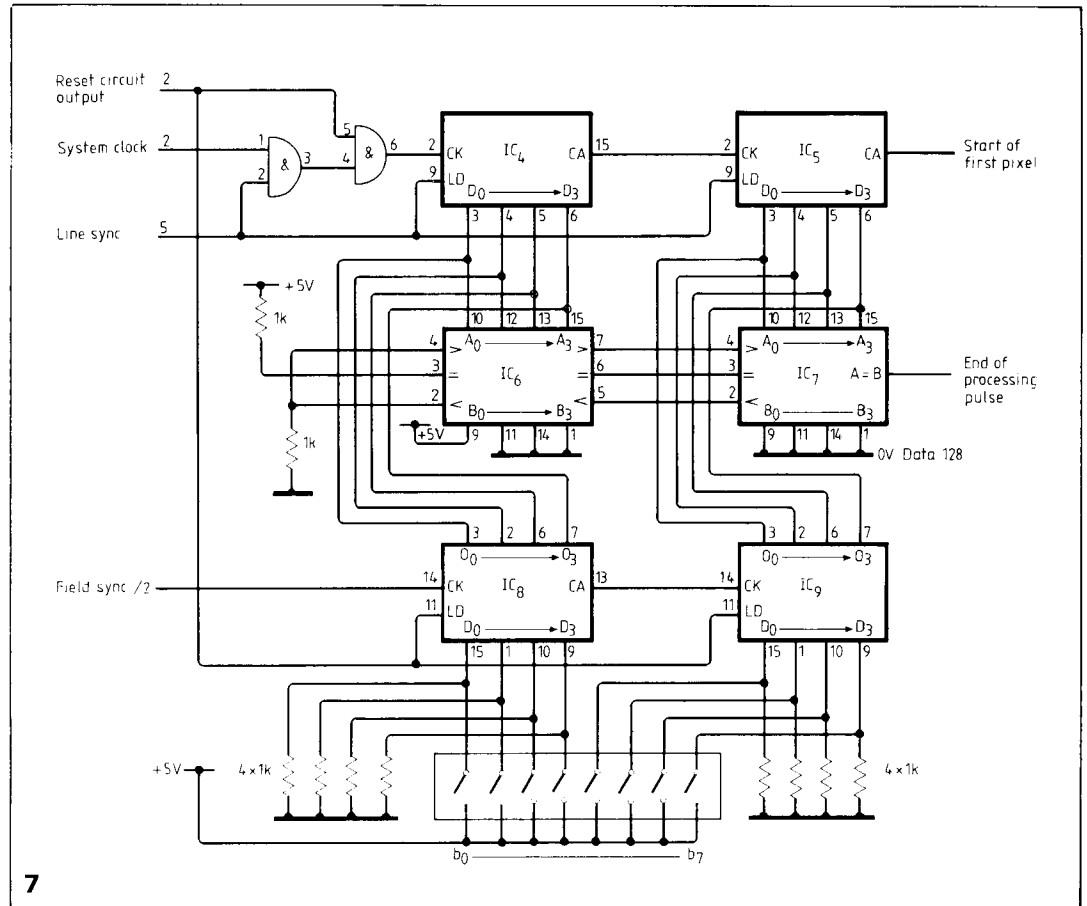 Reset circuit 2
output
System clock 2
Line sync 5
1
2
&
3
5
4
&
6
2 CK IC4 CA 15
9 LD
D0 D3
3 4 5 6
2 CK IC5 CA
9 LD
D0 D3
3 4 5 6
Start of
first pixel
+5V
1k
1k
10 12 13 15
4 > A0 A3 7
3 = IC6 = 6
2 < B0 B3 < 5
+5V
9 11 14 1
10 12 13 15
4 > A0 A3
3 = IC7 A=B
2 < B0 B3
9 11 14 1
End of
processing
pulse
0V Data 128
3 2 6 7
O0 O3
Field sync /2
14 CK IC8 CA 13
11 LD
D0 D3
15 1 10 9
3 2 6 7
O0 O3
14 CK IC9
11 LD
D0 D3
15 1 10 9
+5V
4 x 1k
4 x 1k
b0 b7
7